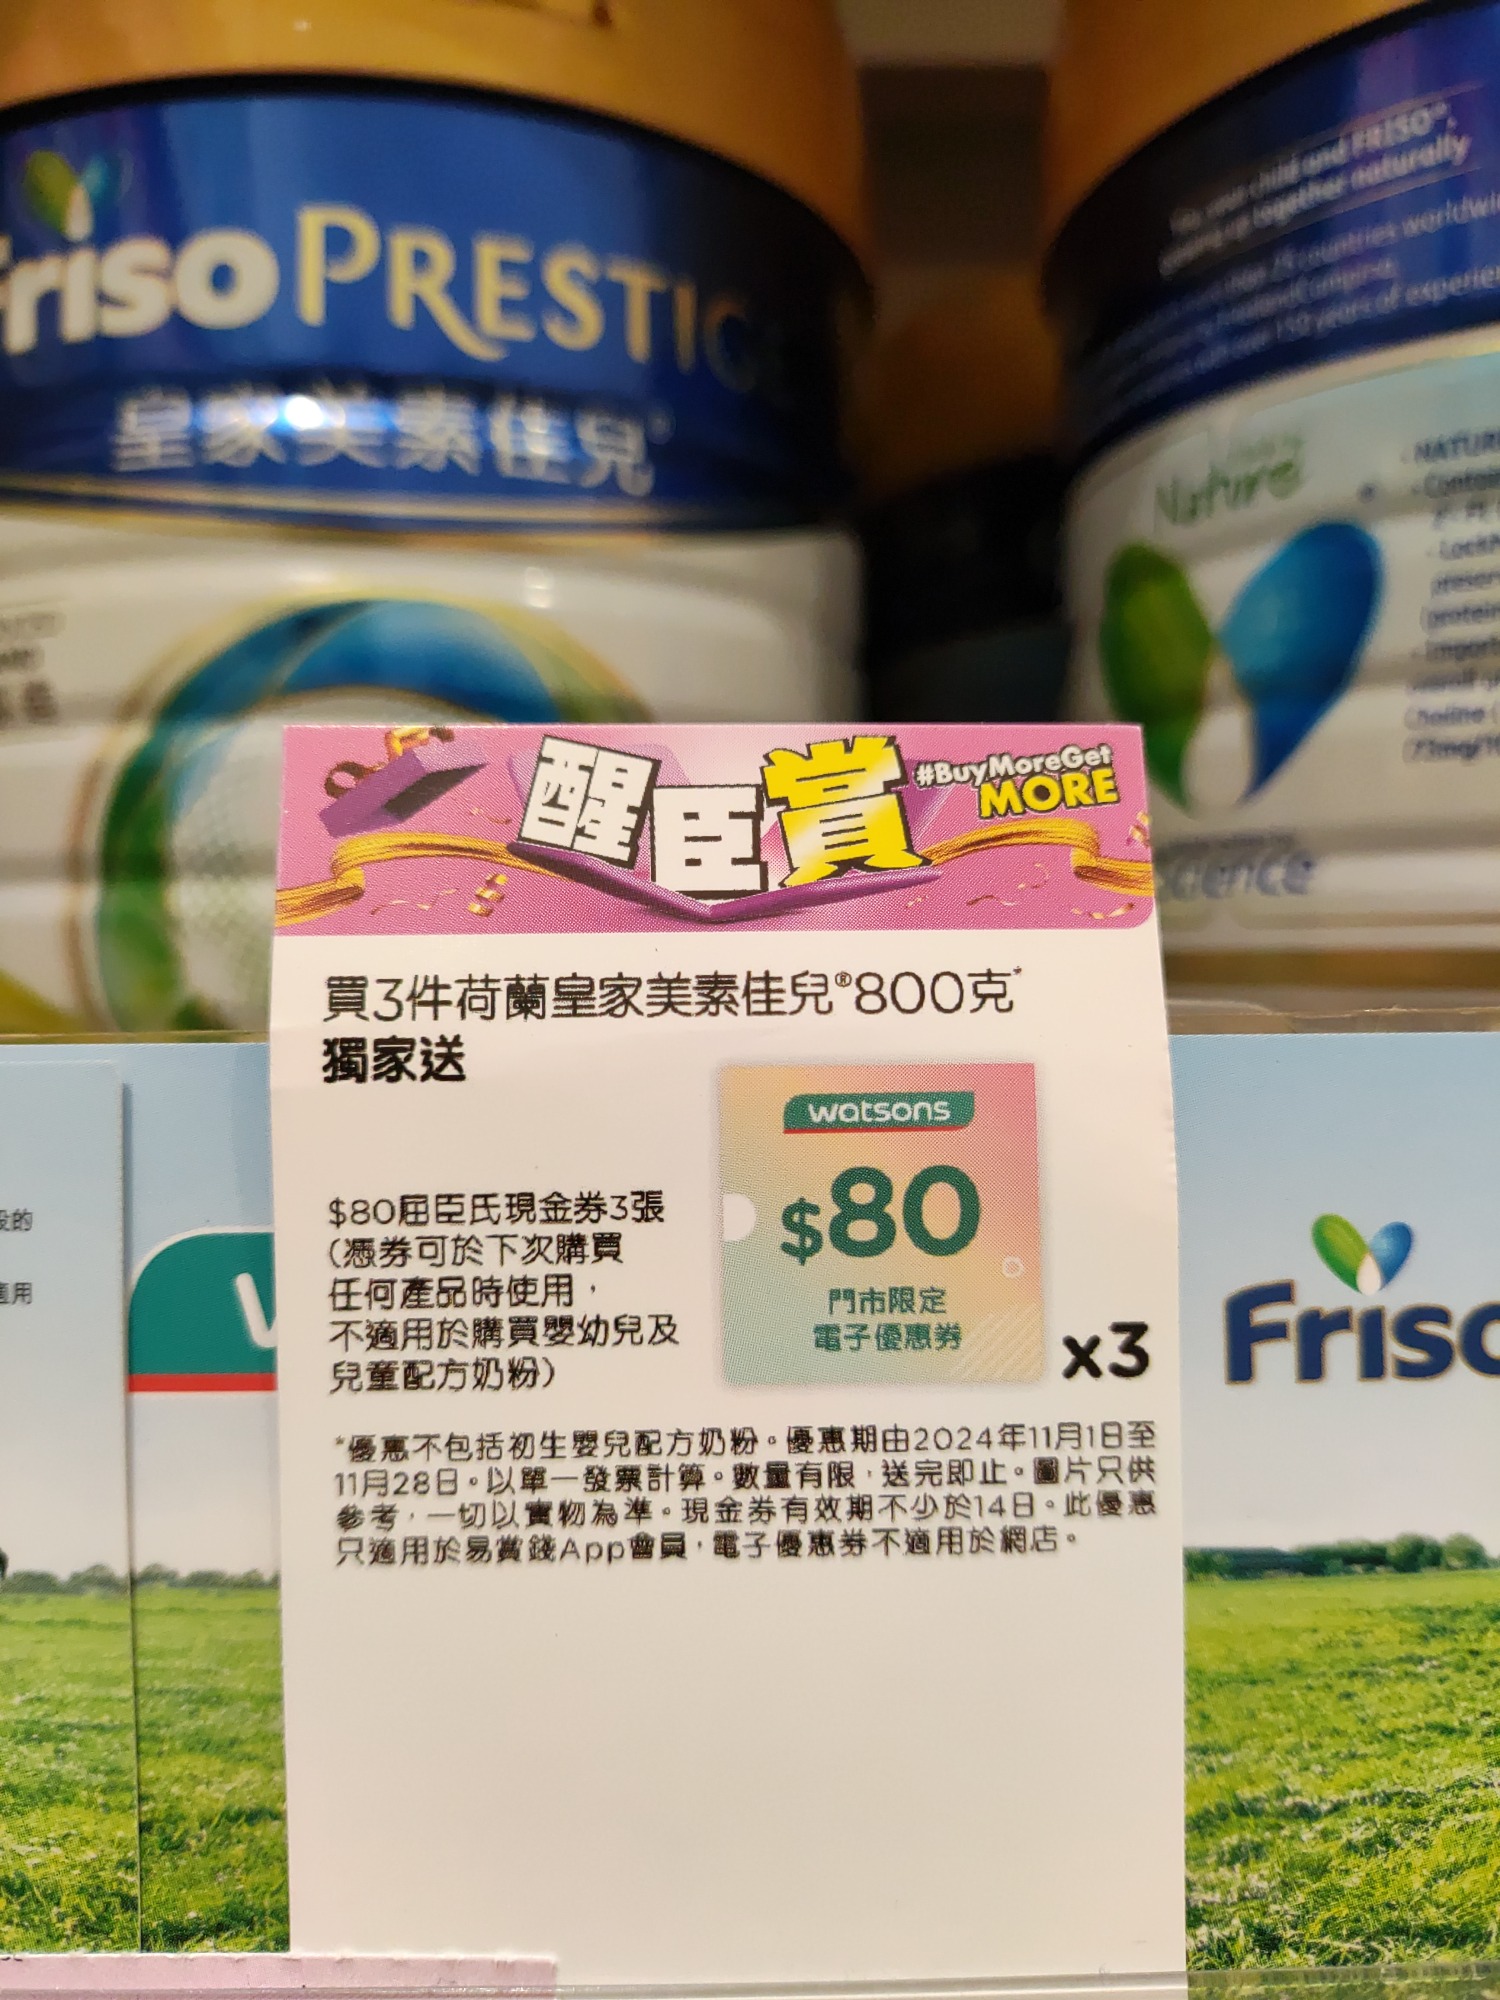 Friso PRESTIG
皇家美素佳兒
Nature
Science
醒臣賞
#BuyMoreGet
MORE
買3件荷蘭皇家美素佳兒®800克*
獨家送
watsons
$80
門市限定
電子優惠券
x3
$80屈臣氏現金券3張
(憑券可於下次購買
任何產品時使用，
不適用於購買嬰幼兒及
兒童配方奶粉)
*優惠不包括初生嬰兒配方奶粉。優惠期由2024年11月1日至
11月28日。以單一發票計算。數量有限，送完即止。圖片只供
參考，一切以實物為準。現金券有效期不少於14日。此優惠
只適用於易賞錢App會員，電子優惠券不適用於網店。
Friso